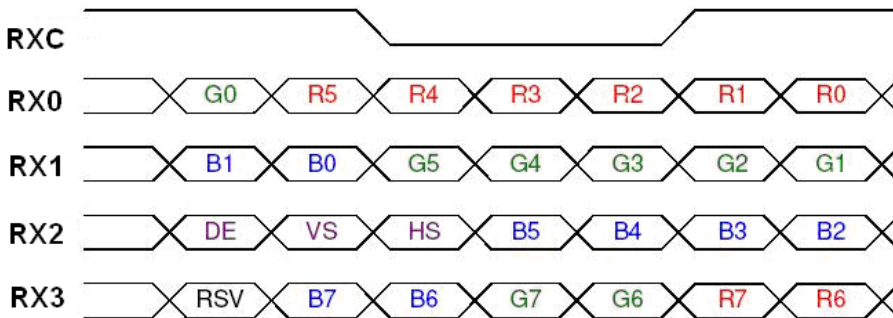 RXC
RX0 G0 R5 R4 R3 R2 R1 R0
RX1 B1 B0 G5 G4 G3 G2 G1
RX2 DE VS HS B5 B4 B3 B2
RX3 RSV B7 B6 G7 G6 R7 R6